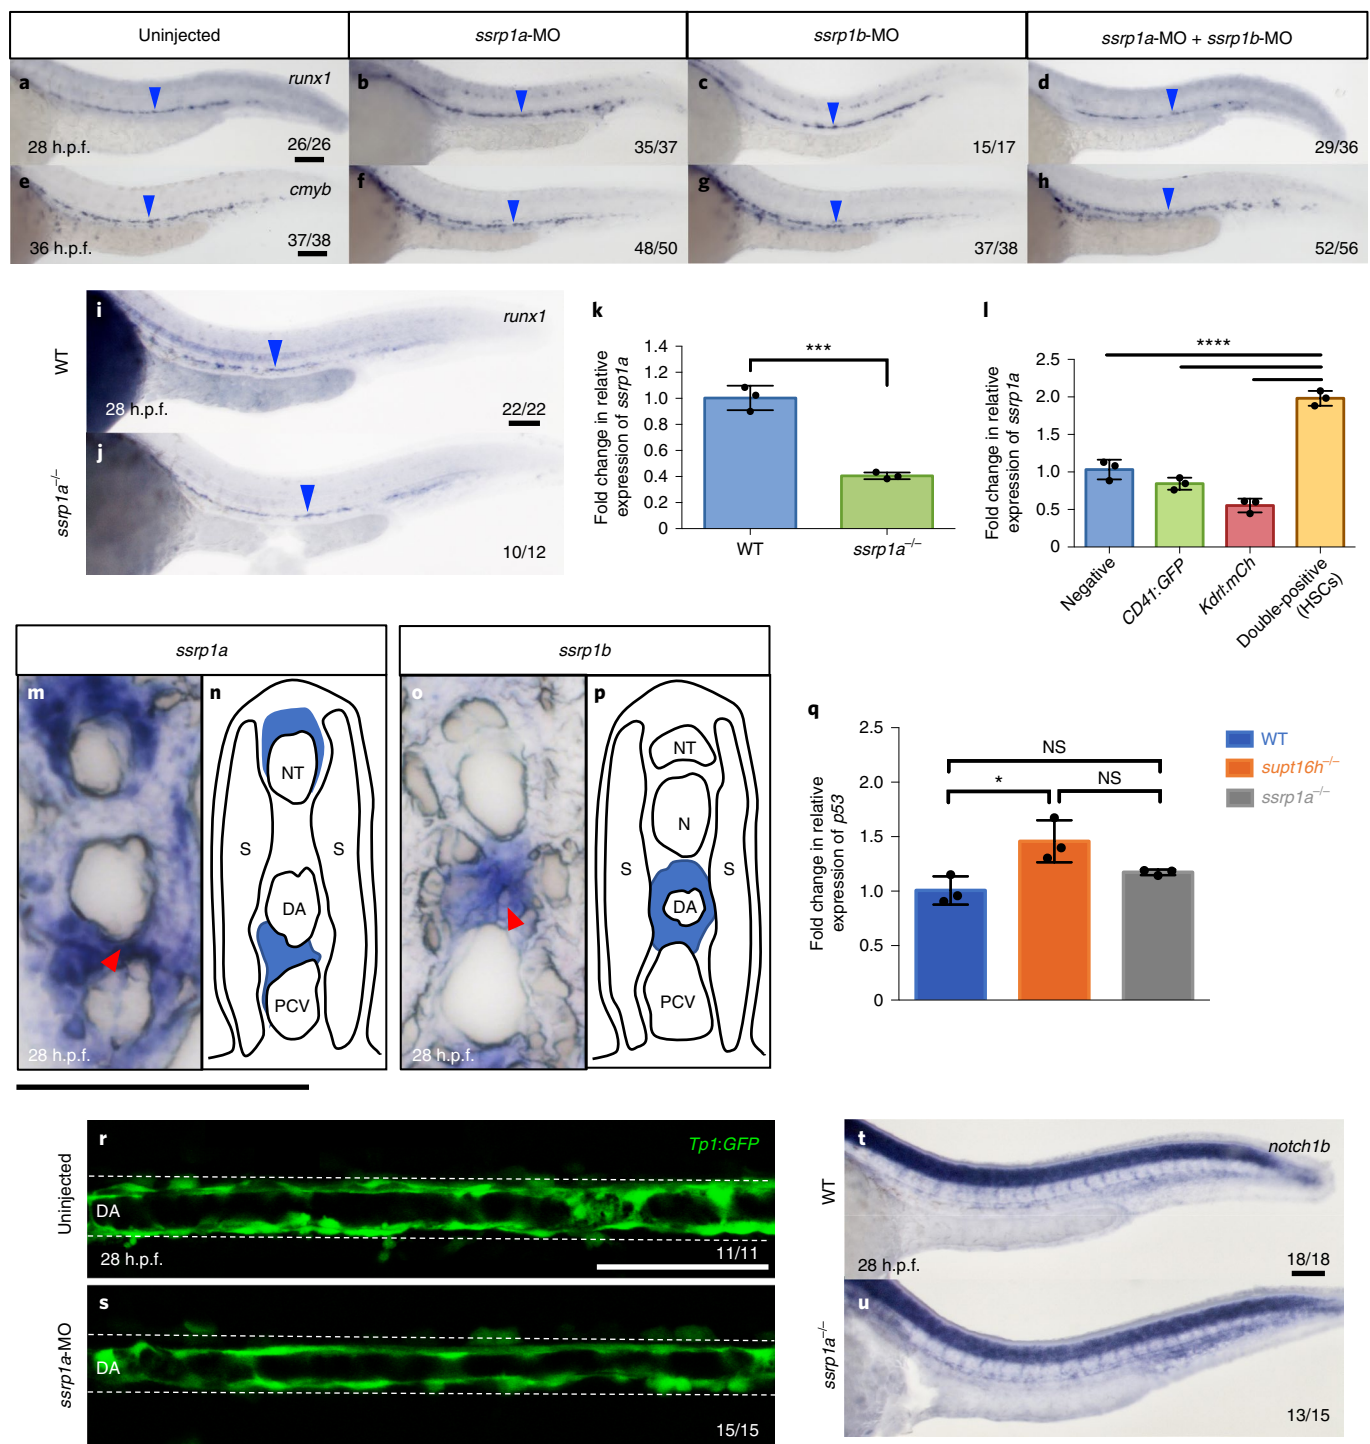 Uninjected
ssrp1a-MO
ssrp1b-MO
ssrp1a-MO + ssrp1b-MO
a
runx1
28 h.p.f.
26/26
b
35/37
c
15/17
d
29/36
e
cmyb
36 h.p.f.
37/38
f
48/50
g
37/38
h
52/56
WT
i
runx1
28 h.p.f.
22/22
ssrp1a–/–
j
10/12
k
Fold change in relative
expression of ssrp1a
1.4
1.2
1.0
0.8
0.6
0.4
0.2
0
***
WT
ssrp1a–/–
l
Fold change in relative
expression of ssrp1a
2.5
2.0
1.5
1.0
0.5
0
****
Negative
CD41:GFP
Kdrl:mCh
Double-positive
(HSCs)
ssrp1a
m
28 h.p.f.
n
NT
S
S
DA
PCV
ssrp1b
o
28 h.p.f.
p
NT
N
S
S
DA
PCV
q
Fold change in relative
expression of p53
2.5
2.0
1.5
1.0
0.5
0
NS
*
NS
WT
supt16h–/–
ssrp1a–/–
Uninjected
r
Tp1:GFP
DA
28 h.p.f.
11/11
ssrp1a-MO
s
DA
15/15
WT
t
notch1b
28 h.p.f.
18/18
ssrp1a–/–
u
13/15